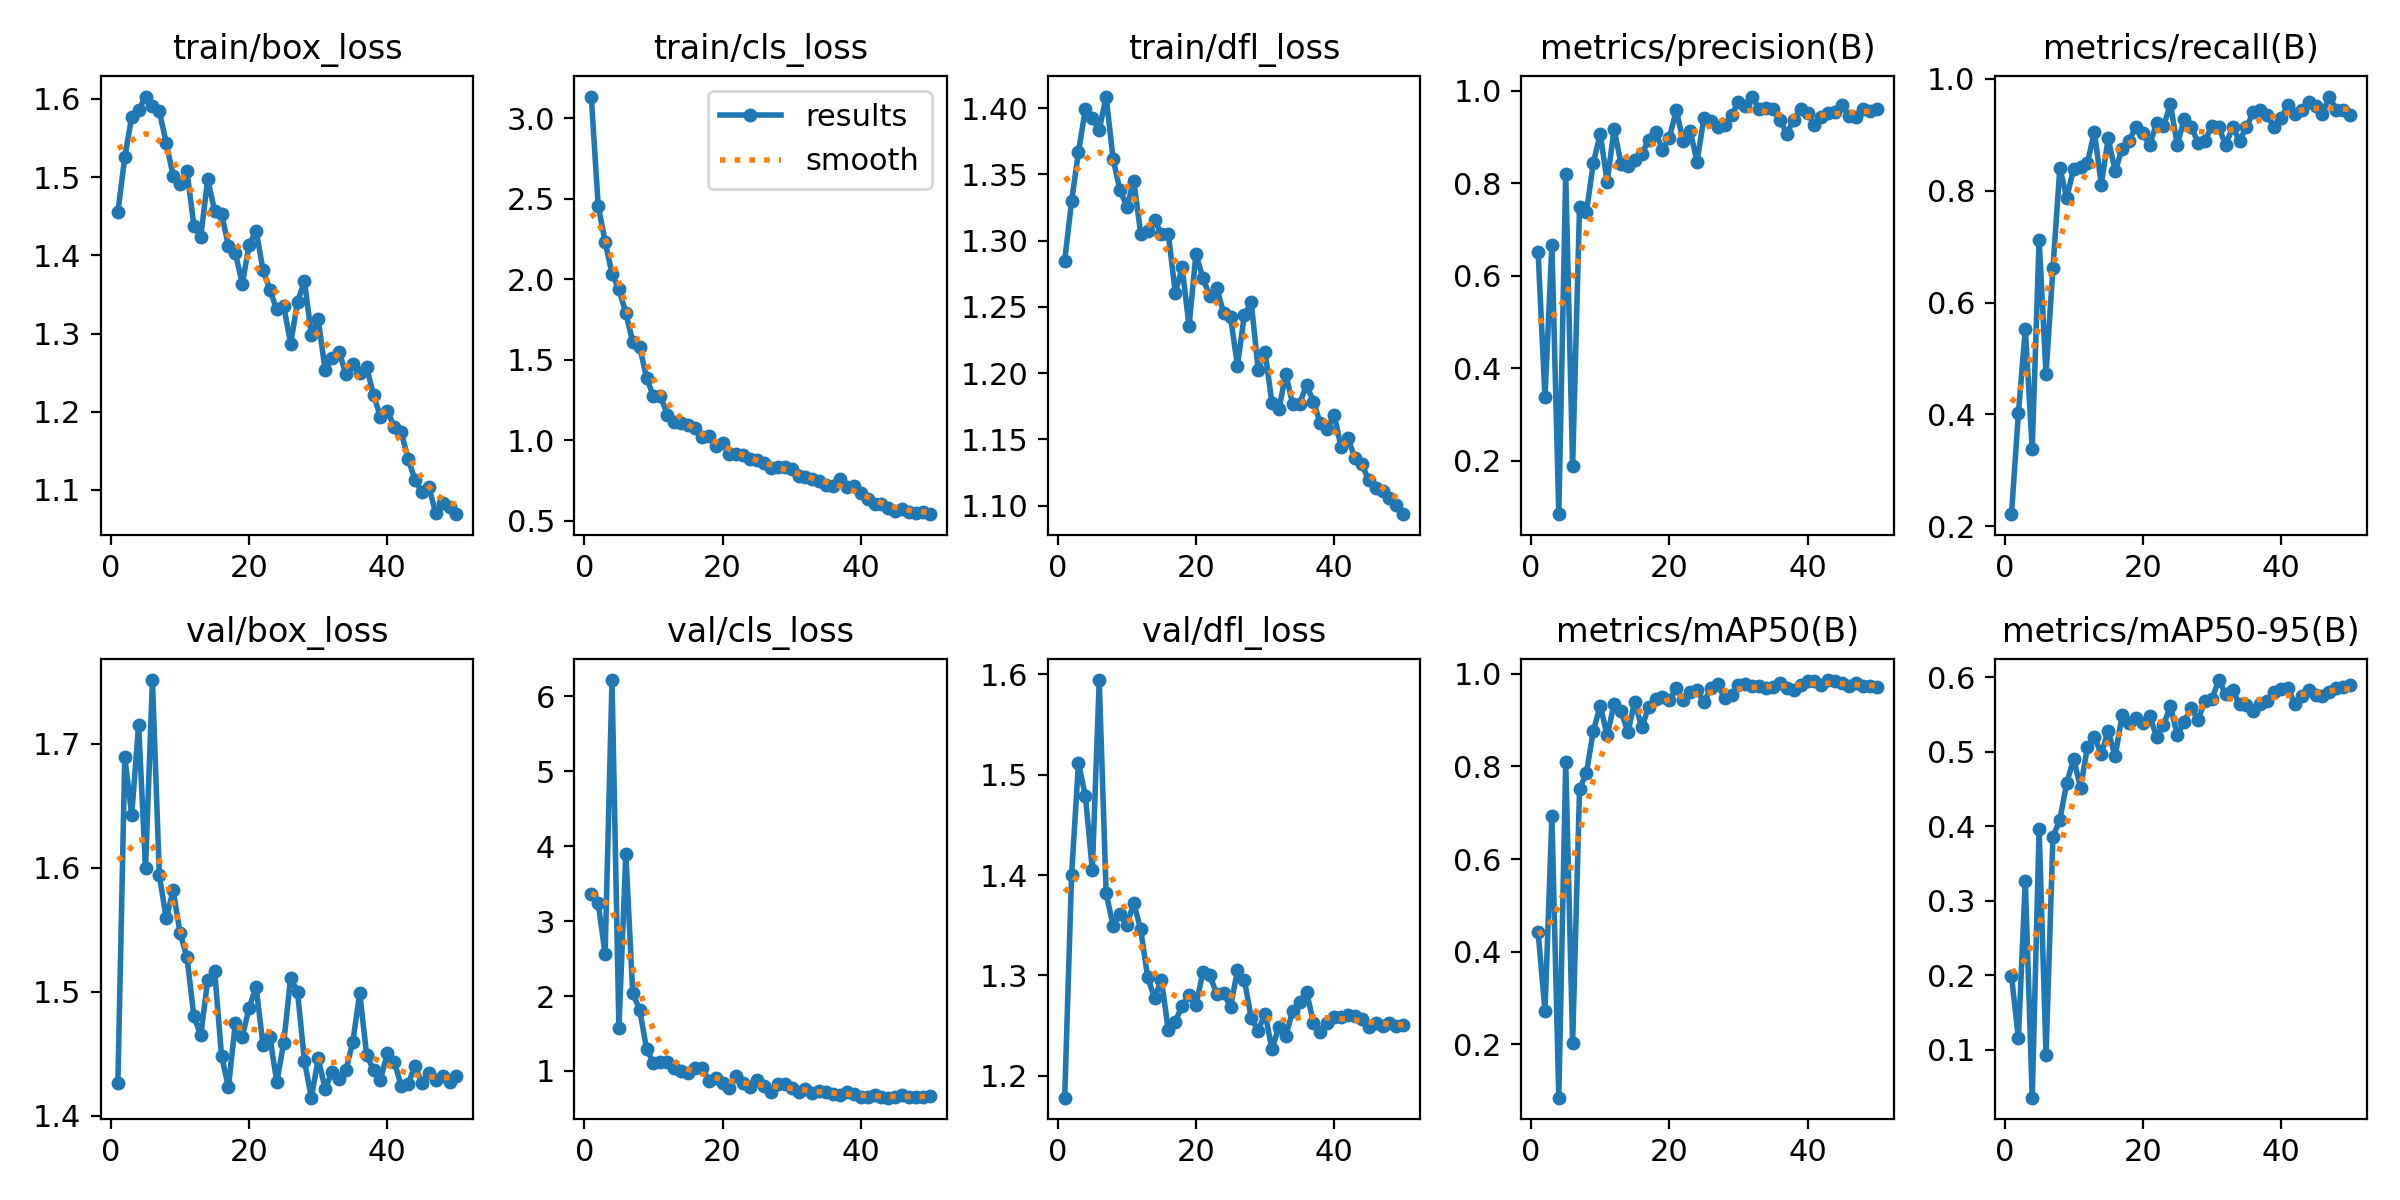 train/box_loss
train/cls_loss
train/dfl_loss
metrics/precision(B)
metrics/recall(B)
1.6
1.5
1.4
1.3
1.2
1.1
0 20 40
3.0
2.5
2.0
1.5
1.0
0.5
0 20 40
results
smooth
1.40
1.35
1.30
1.25
1.20
1.15
1.10
0 20 40
1.0
0.8
0.6
0.4
0.2
0 20 40
1.0
0.8
0.6
0.4
0.2
0 20 40
val/box_loss
val/cls_loss
val/dfl_loss
metrics/mAP50(B)
metrics/mAP50-95(B)
1.7
1.6
1.5
1.4
0 20 40
6
5
4
3
2
1
0 20 40
1.6
1.5
1.4
1.3
1.2
0 20 40
1.0
0.8
0.6
0.4
0.2
0 20 40
0.6
0.5
0.4
0.3
0.2
0.1
0 20 40